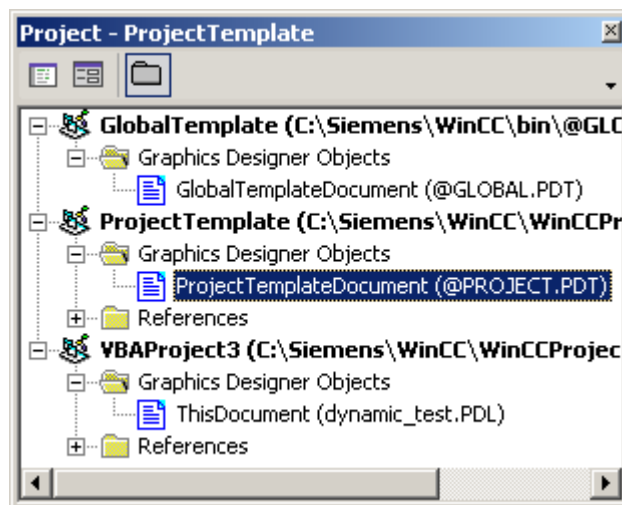 Project - ProjectTemplate
GlobalTemplate (C:\Siemens\WinCC\bin\@GLC
Graphics Designer Objects
GlobalTemplateDocument (@GLOBAL.PDT)
ProjectTemplate (C:\Siemens\WinCC\WinCCPr
Graphics Designer Objects
ProjectTemplateDocument (@PROJECT.PDT)
References
VBAProject3 (C:\Siemens\WinCC\WinCCProjec
Graphics Designer Objects
ThisDocument (dynamic_test.PDL)
References